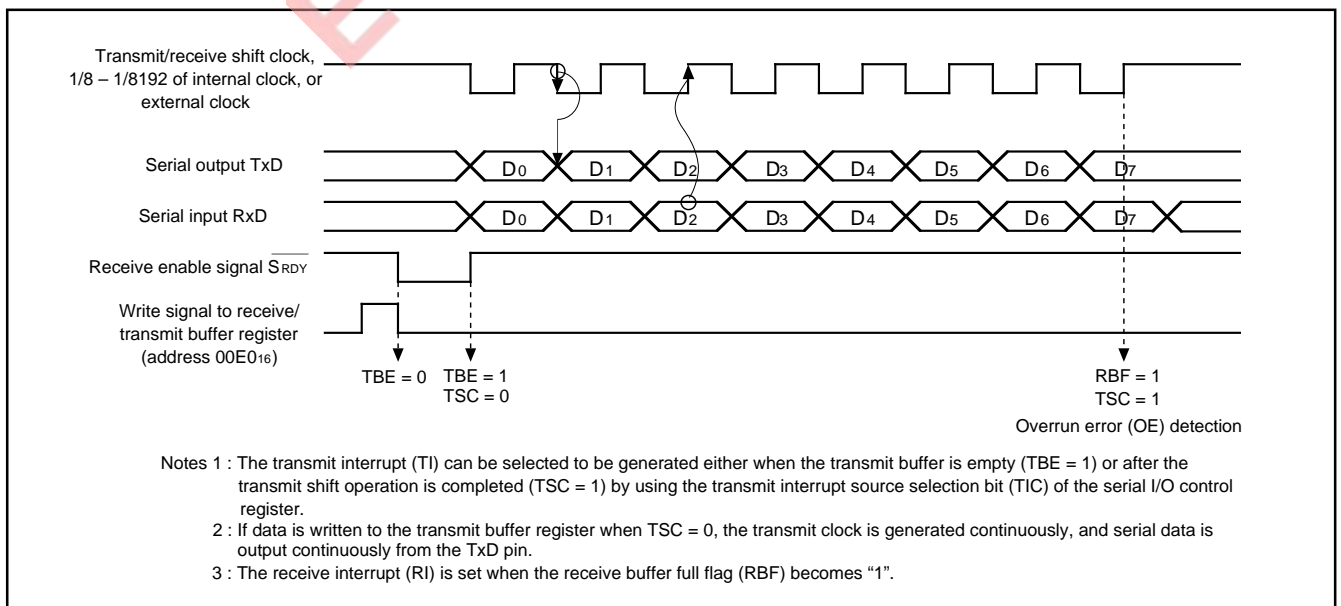 Transmit/receive shift clock,
1/8 – 1/8192 of internal clock, or
external clock
Serial output TxD
D0 D1 D2 D3 D4 D5 D6 D7
Serial input RxD
D0 D1 D2 D3 D4 D5 D6 D7
Receive enable signal SRDY
Write signal to receive/
transmit buffer register
(address 00E016)
TBE = 0 TBE = 1 RBF = 1
TSC = 0 TSC = 1
Overrun error (OE) detection
Notes 1 : The transmit interrupt (TI) can be selected to be generated either when the transmit buffer is empty (TBE = 1) or after the
transmit shift operation is completed (TSC = 1) by using the transmit interrupt source selection bit (TIC) of the serial I/O control
register.
2 : If data is written to the transmit buffer register when TSC = 0, the transmit clock is generated continuously, and serial data is
output continuously from the TxD pin.
3 : The receive interrupt (RI) is set when the receive buffer full flag (RBF) becomes “1”.